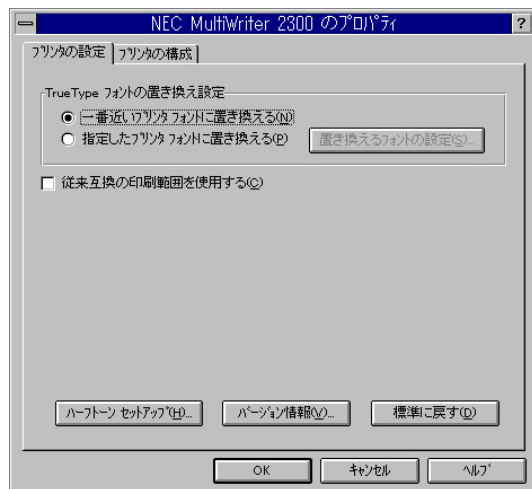 NEC MultiWriter 2300 のﾌﾟﾛﾊﾟﾃｨ ?
ﾌﾟﾘﾝﾀの設定 ﾌﾟﾘﾝﾀの構成
TrueType ﾌｫﾝﾄの置き換え設定
一番近いﾌﾟﾘﾝﾀ ﾌｫﾝﾄに置き換える(N)
指定したﾌﾟﾘﾝﾀ ﾌｫﾝﾄに置き換える(P) 置き換えるﾌｫﾝﾄの設定(S)...
従来互換の印刷範囲を使用する(C)
ﾊｰﾌﾄｰﾝ ｾｯﾄｱｯﾌﾟ(H)... ﾊﾞｰｼﾞｮﾝ情報(V)... 標準に戻す(D)
OK ｷｬﾝｾﾙ ﾍﾙﾌﾟ